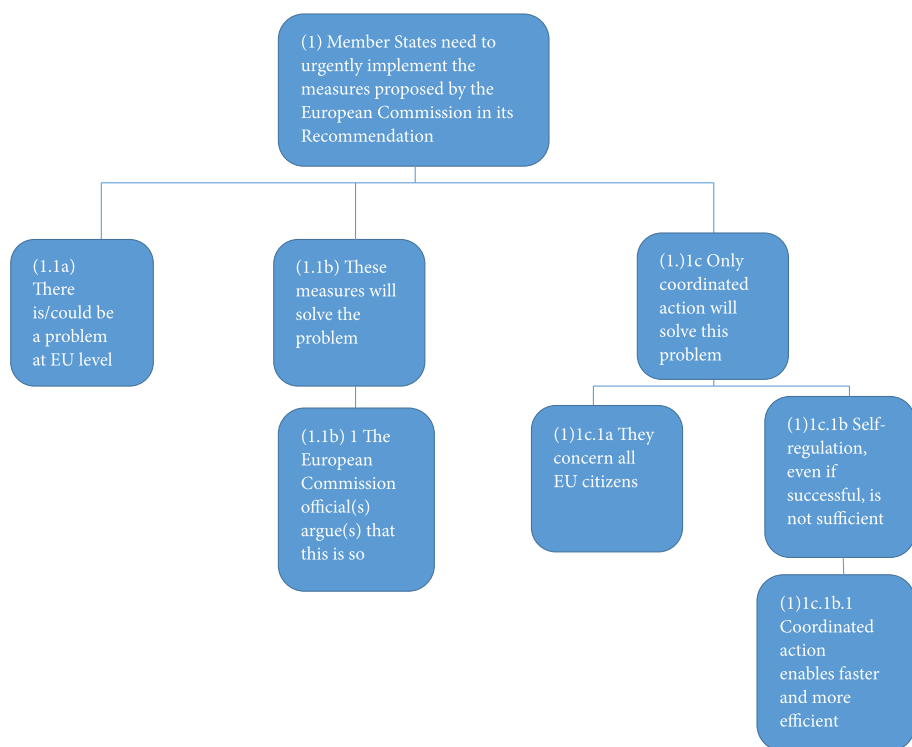 (1) Member States need to
urgently implement the
measures proposed by the
European Commission in its
Recommendation
(1.1a)
There
is/could be
a problem
at EU level
(1.1b) These
measures will
solve the
problem
(1.)1c Only
coordinated
action will
solve this
problem
(1.1b) 1 The
European
Commission
official(s)
argue(s) that
this is so
(1)1c.1a They
concern all
EU citizens
(1)1c.1b Self-
regulation,
even if
successful, is
not sufficient
(1)1c.1b.1
Coordinated
action
enables faster
and more
efficient